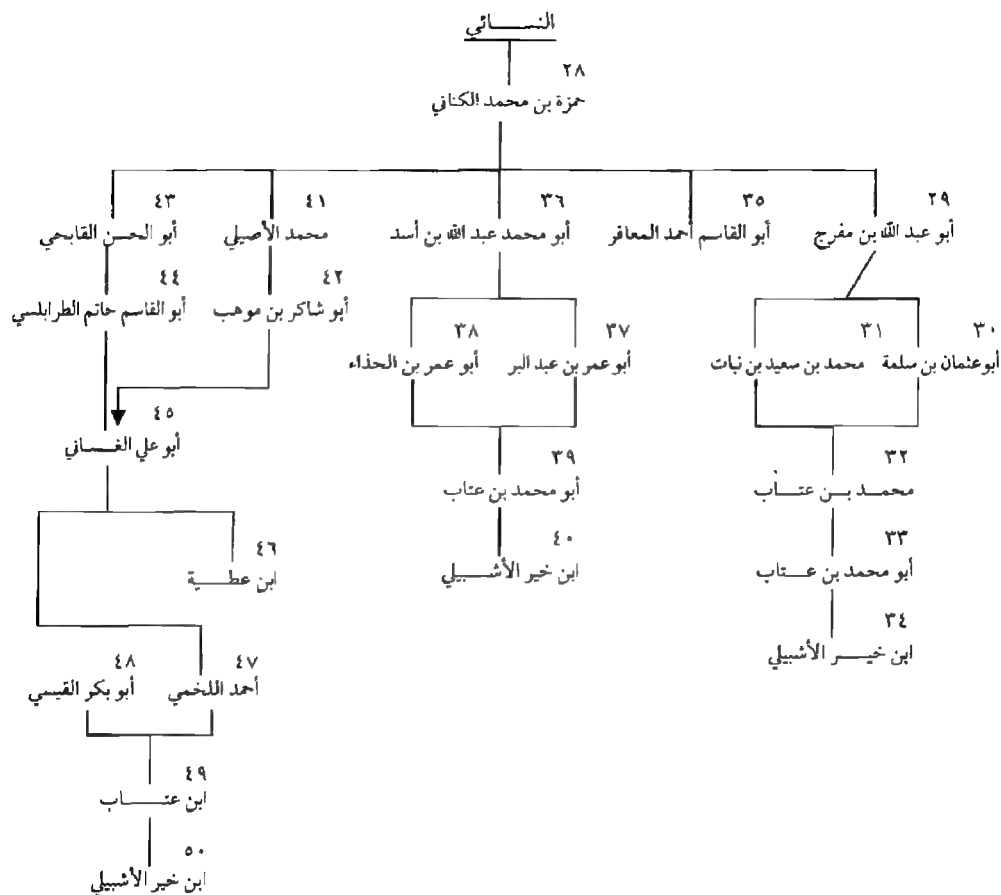 النسائي
٢٨
حمزة بن محمد الكناني
٢٩
أبو عبد الله بن مفرج
٣٥
أبو القاسم أحمد المعافر
٣٦
أبو محمد عبد الله بن أسد
٤١
محمد الأصيلي
٤٣
أبو الحسن القابحي
٣٠
أبو عثمان بن سلمة
٣١
محمد بن سعيد بن نبات
٣٧
أبو عمر بن عبد البر
٣٨
أبو عمر بن الحذاء
٤٢
أبو شاكر بن موهب
٤٤
أبو القاسم حاتم الطرابلسي
٤٥
أبو علي الغساني
٣٢
محمد بن عتاب
٣٩
أبو محمد بن عتاب
٣٣
أبو محمد بن عتاب
٤٠
ابن خير الأشبيلي
٤٦
ابن عطية
٣٤
ابن خير الأشبيلي
٤٧
أحمد اللخمي
٤٨
أبو بكر القيسي
٤٩
ابن عتاب
٥٠
ابن خير الأشبيلي